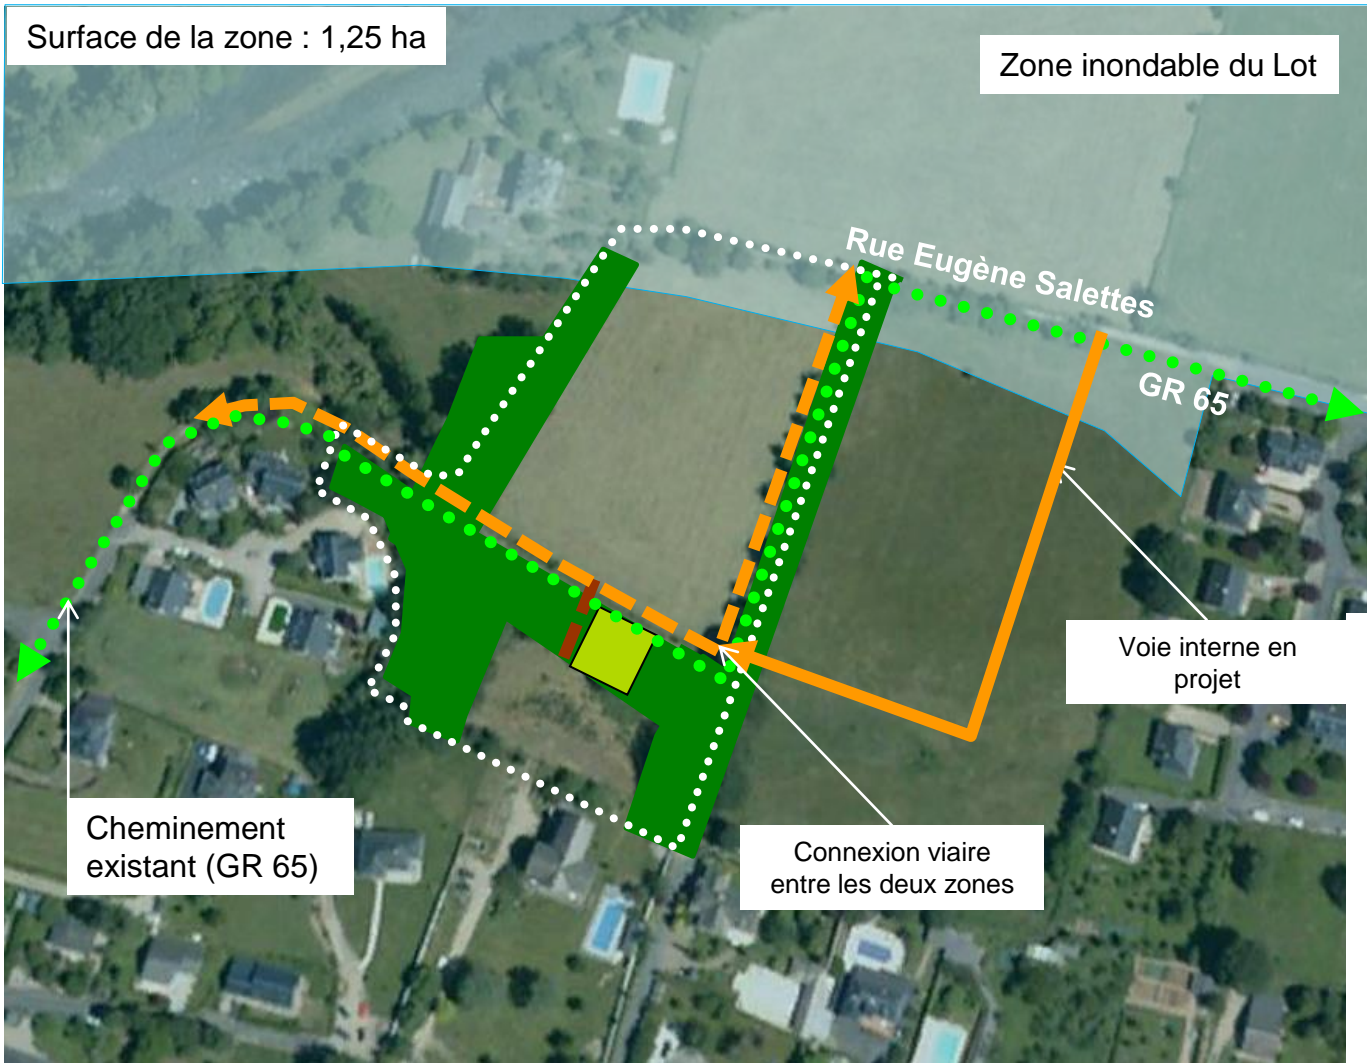 Surface de la zone : 1,25 ha
Zone inondable du Lot
Rue Eugène Salettes
GR 65
Voie interne en
projet
Cheminement
existant (GR 65)
Connexion viaire
entre les deux zones